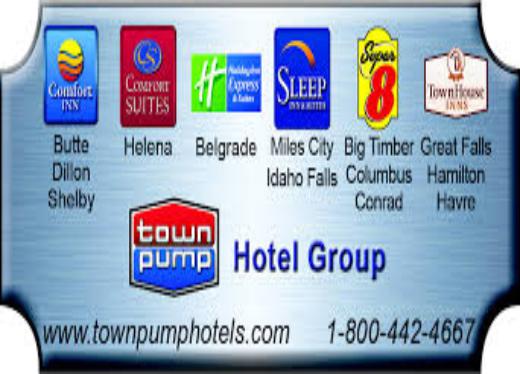 Comfort
INN
CS
COMFORT
SUITES
H
Holiday Inn
Express
& Suites
SLEEP
INN & SUITES
Super
8
TownHouse
INNS
Butte
Dillon
Shelby
Helena
Belgrade
Miles City
Idaho Falls
Big Timber
Columbus
Conrad
Great Falls
Hamilton
Havre
town
pump
Hotel Group
www.townpumphotels.com
1-800-442-4667